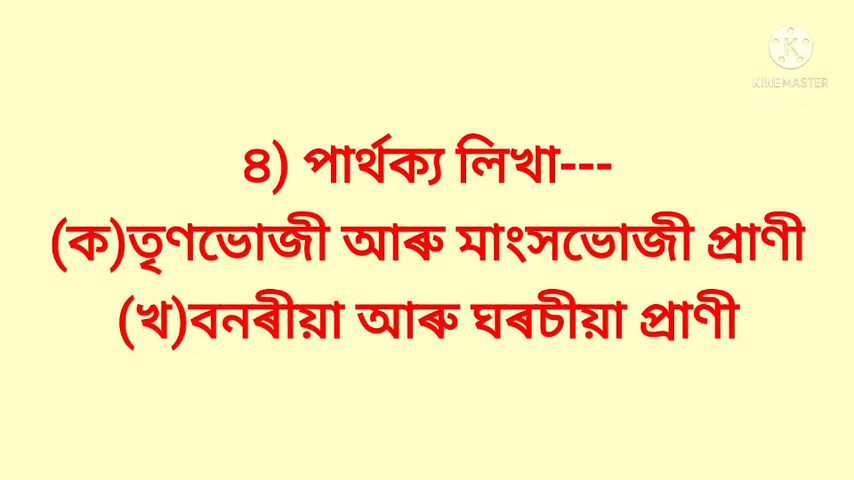 KINEMASTER
৪) পাৰ্থক্য লিখা---
(ক)তৃণভোজী আৰু মাংসভোজী প্ৰাণী
(খ)বনৰীয়া আৰু ঘৰচীয়া প্ৰাণী